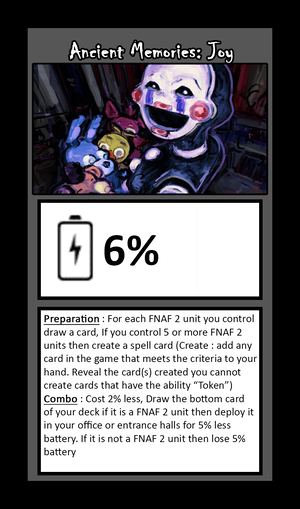 Ancient Memories: Joy
6%
Preparation : For each FNAF 2 unit you control
draw a card, If you control 5 or more FNAF 2
units then create a spell card (Create : add any
card in the game that meets the criteria to your
hand. Reveal the card(s) created you cannot
create cards that have the ability “Token”)
Combo : Cost 2% less, Draw the bottom card
of your deck if it is a FNAF 2 unit then deploy it
in your office or entrance halls for 5% less
battery. If it is not a FNAF 2 unit then lose 5%
battery